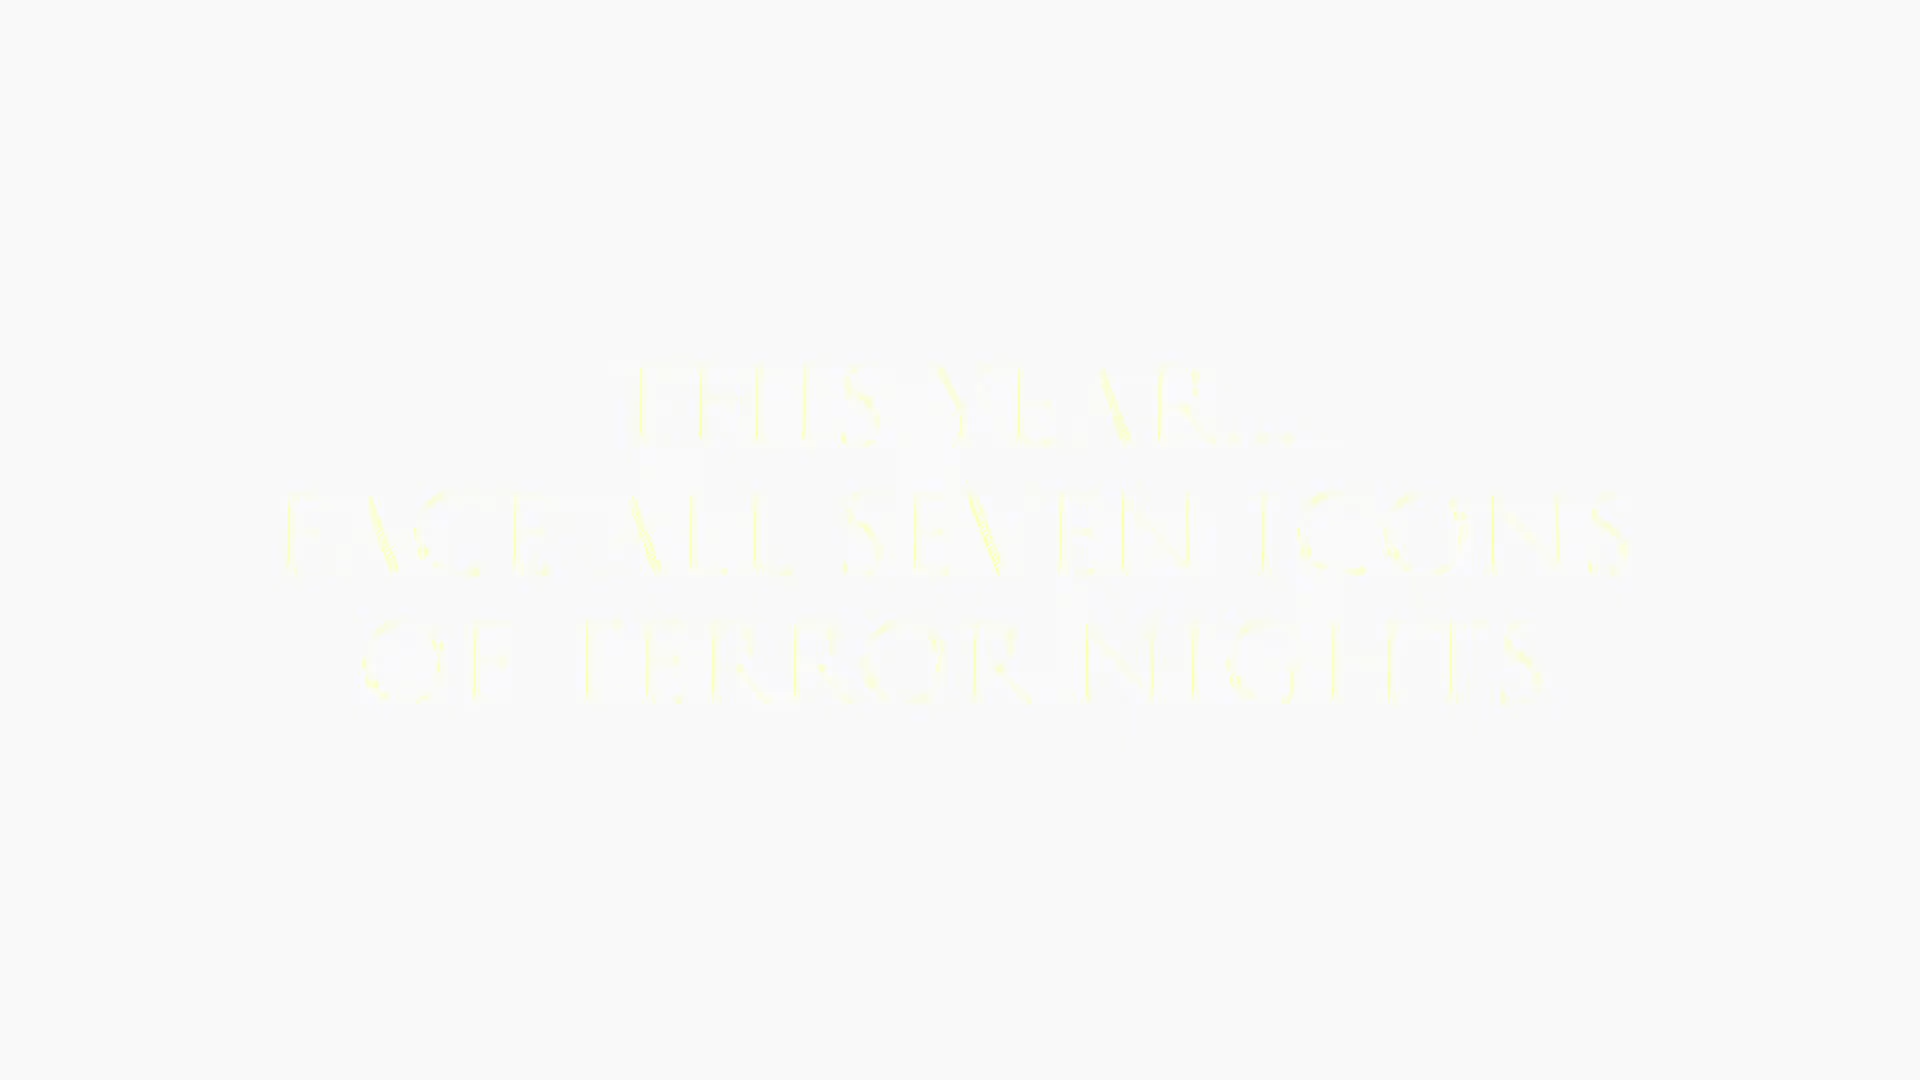 THIS YEAR...
FACE ALL SEVEN ICONS
OF TERROR NIGHTS